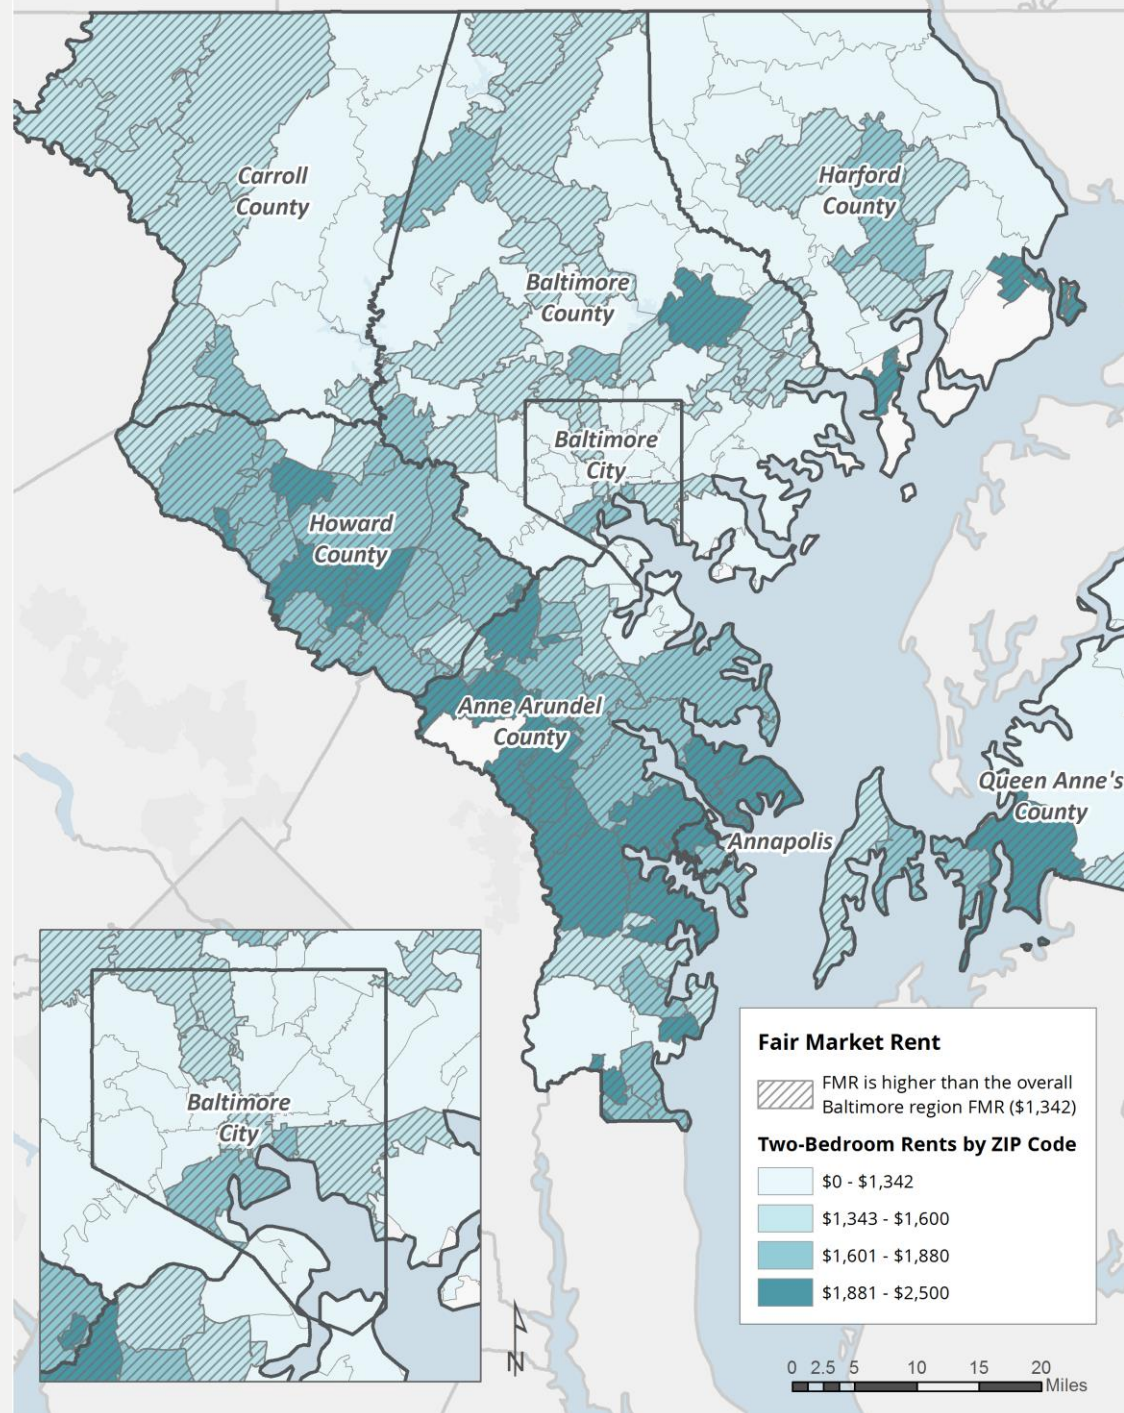 Carroll
County
Harford
County
Baltimore
County
Baltimore
City
Howard
County
Anne Arundel
County
Queen Anne's
County
Annapolis
Baltimore
City
Fair Market Rent
FMR is higher than the overall
Baltimore region FMR ($1,342)
Two-Bedroom Rents by ZIP Code
$0 - $1,342
$1,343 - $1,600
$1,601 - $1,880
$1,881 - $2,500
N
0 2.5 5 10 15 20
Miles